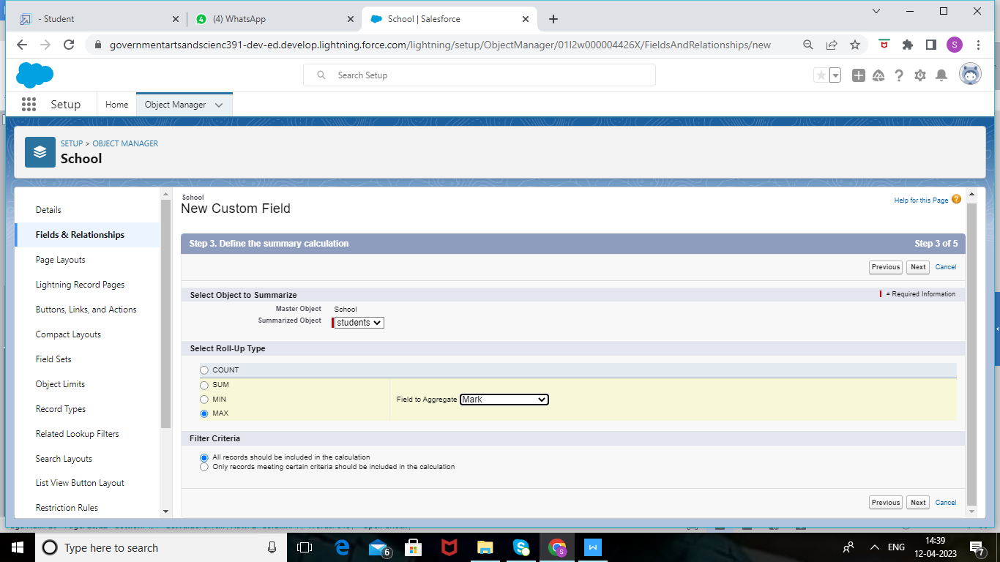 - Student
(4) WhatsApp
School | Salesforce
governmentartsandscienc391-dev-ed.develop.lightning.force.com/lightning/setup/ObjectManager/01I2w000004426X/FieldsAndRelationships/new
S
Search Setup
Setup
Home
Object Manager
SETUP > OBJECT MANAGER
School
Details
Fields & Relationships
Page Layouts
Lightning Record Pages
Buttons, Links, and Actions
Compact Layouts
Field Sets
Object Limits
Record Types
Related Lookup Filters
Search Layouts
List View Button Layout
Restriction Rules
School
New Custom Field
Help for this Page
Step 3. Define the summary calculation
Step 3 of 5
Previous Next Cancel
Select Object to Summarize
= Required Information
Master Object School
Summarized Object students
Select Roll-Up Type
COUNT
SUM
MIN
MAX
Field to Aggregate Mark
Filter Criteria
All records should be included in the calculation
Only records meeting certain criteria should be included in the calculation
Previous Next Cancel
Type here to search
6
S
W
ENG
14:39
12-04-2023
7